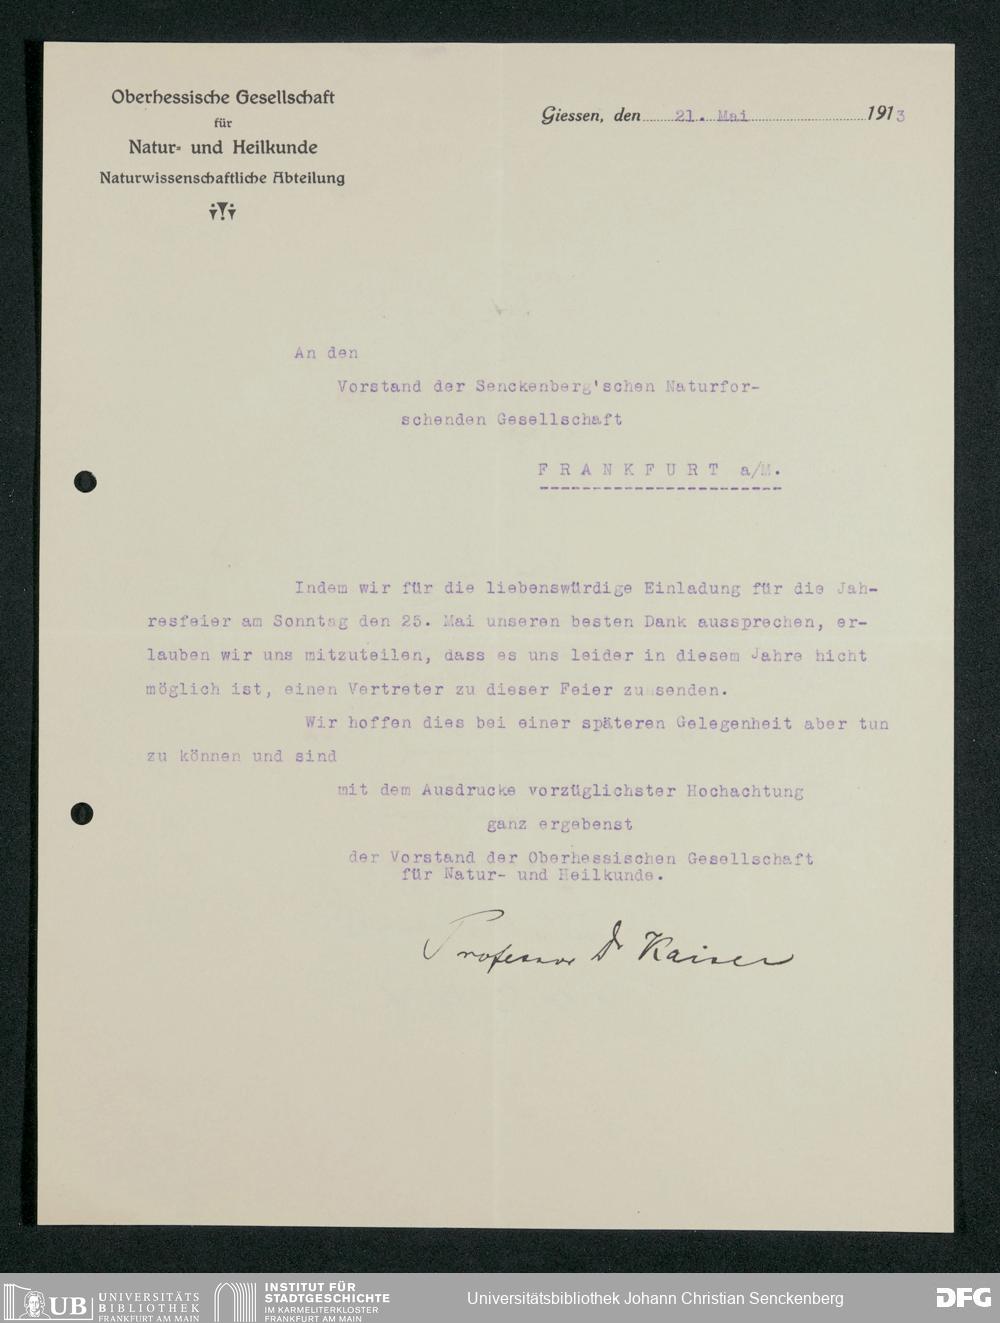 Oberhessische Gesellschaft
für
Natur- und Heilkunde
Naturwissenschaftliche Abteilung
Giessen, den 21. Mai 1913
An den
Vorstand der Senckenberg'schen Naturfor-
schenden Gesellschaft
F R A N K F U R T a/M.
Indem wir für die liebenswürdige Einladung für die Jah-
resfeier am Sonntag den 25. Mai unseren besten Dank aussprechen, er-
lauben wir uns mitzuteilen, dass es uns leider in diesem Jahre hicht
möglich ist, einen Vertreter zu dieser Feier zu senden.
Wir hoffen dies bei einer späteren Gelegenheit aber tun
zu können und sind
mit dem Ausdrucke vorzüglichster Hochachtung
ganz ergebenst
der Vorstand der Oberhessischen Gesellschaft
für Natur- und Heilkunde.
Professor Dr Kaiser
UB UNIVERSITÄTS
BIBLIOTHEK
FRANKFURT AM MAIN
INSTITUT FÜR
STADTGESCHICHTE
IM KARMELITERKLOSTER
FRANKFURT AM MAIN
Universitätsbibliothek Johann Christian Senckenberg
DFG